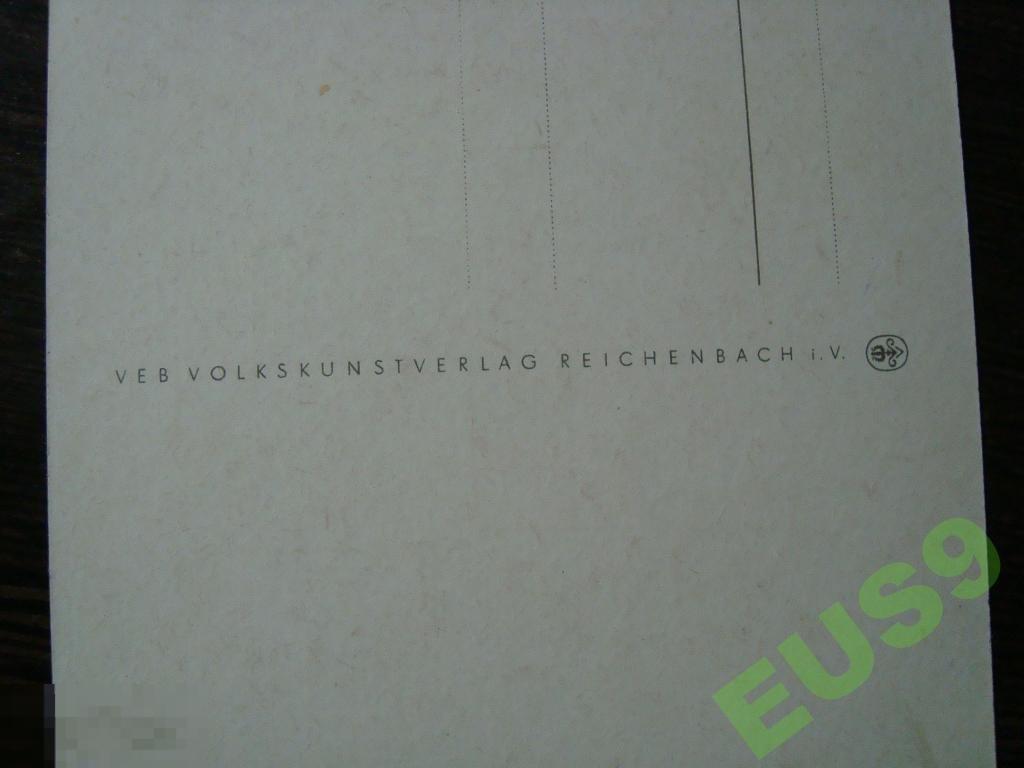 VEB VOLKSKUNSTVERLAG REICHENBACH i. V.
EUS9